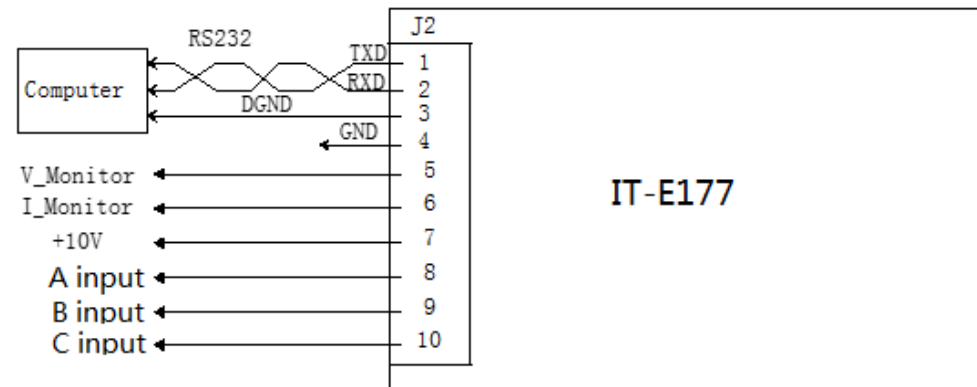 J2
RS232
TXD 1
Computer
RXD 2
DGND 3
GND 4
V_Monitor 5
IT-E177
I_Monitor 6
+10V 7
A input 8
B input 9
C input 10